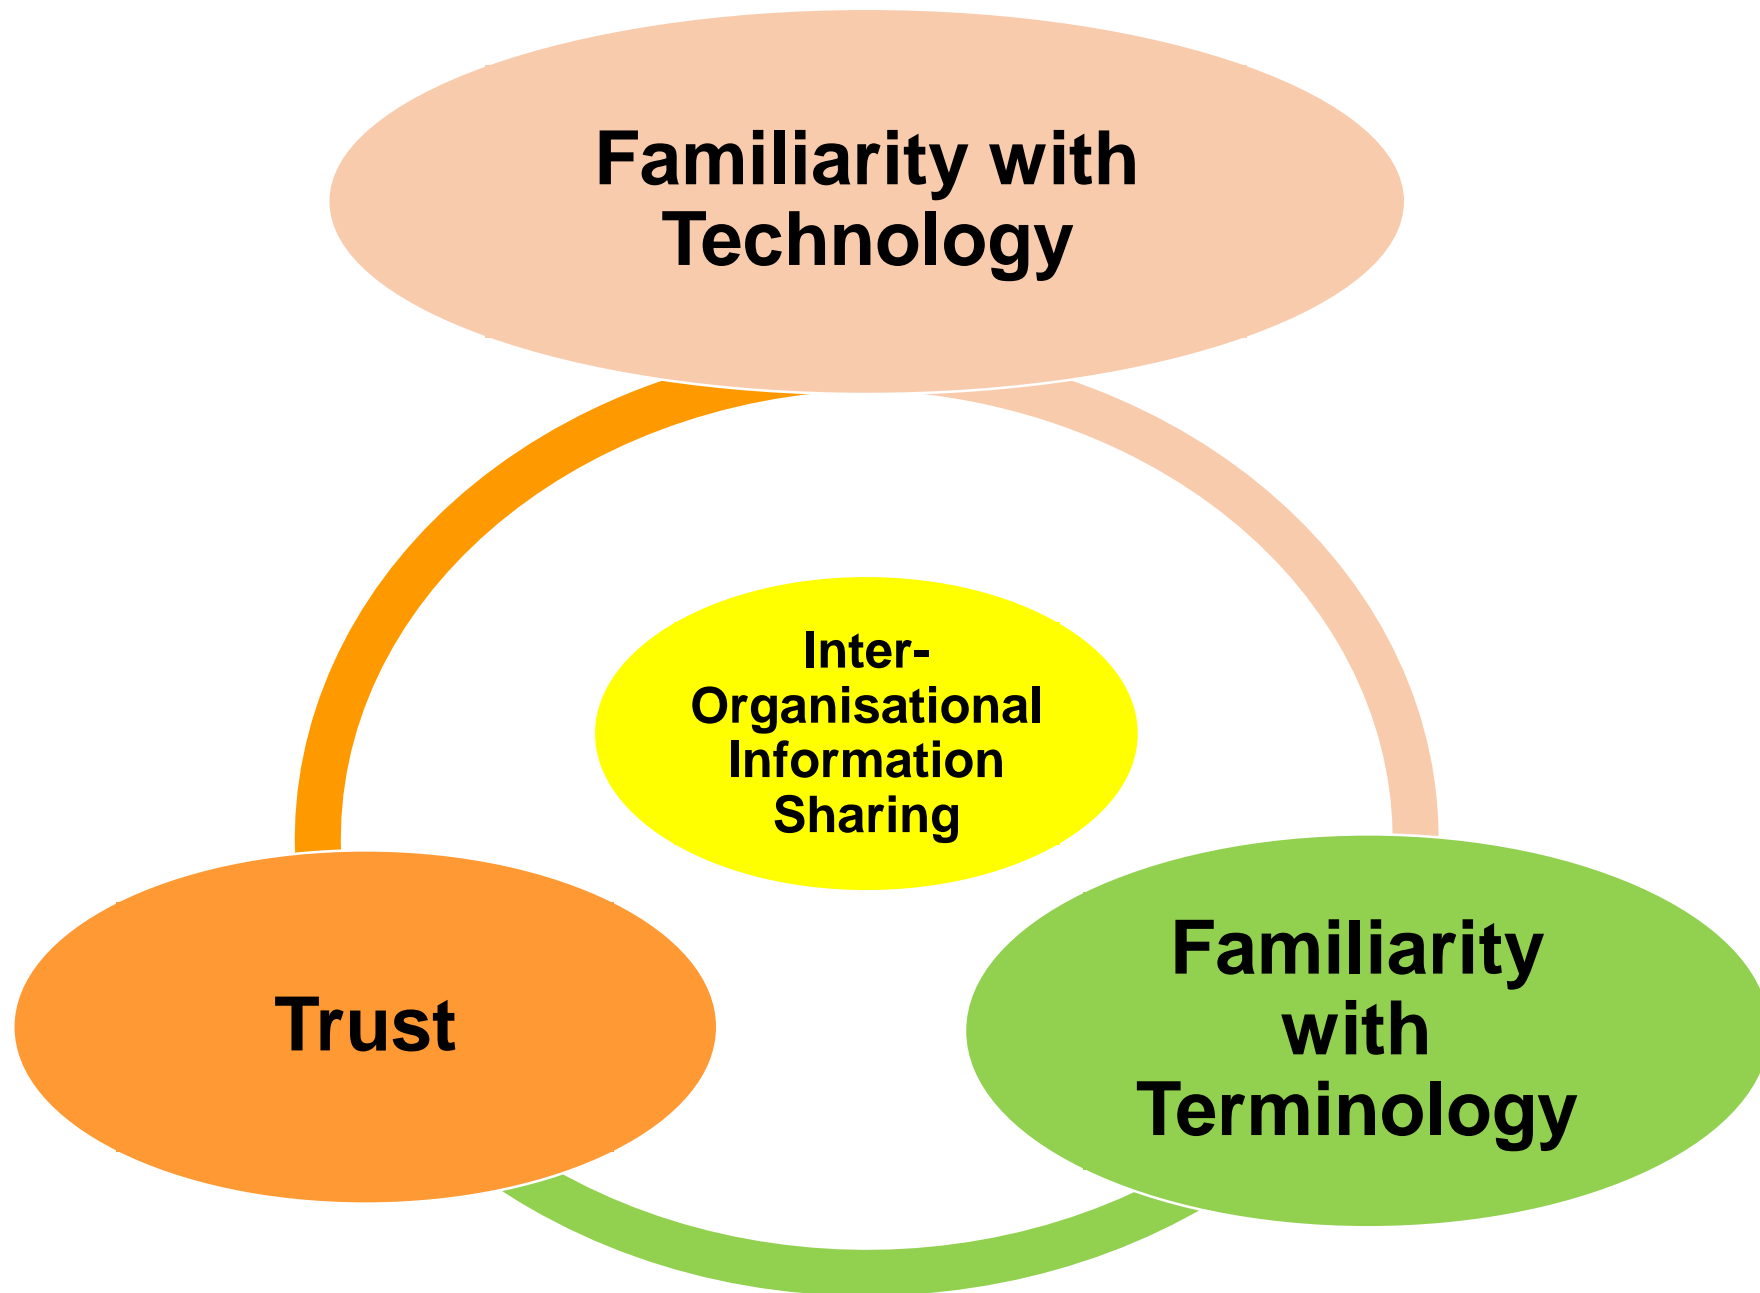 Familiarity with
Technology
Inter-
Organisational
Information
Sharing
Trust
Familiarity
with
Terminology